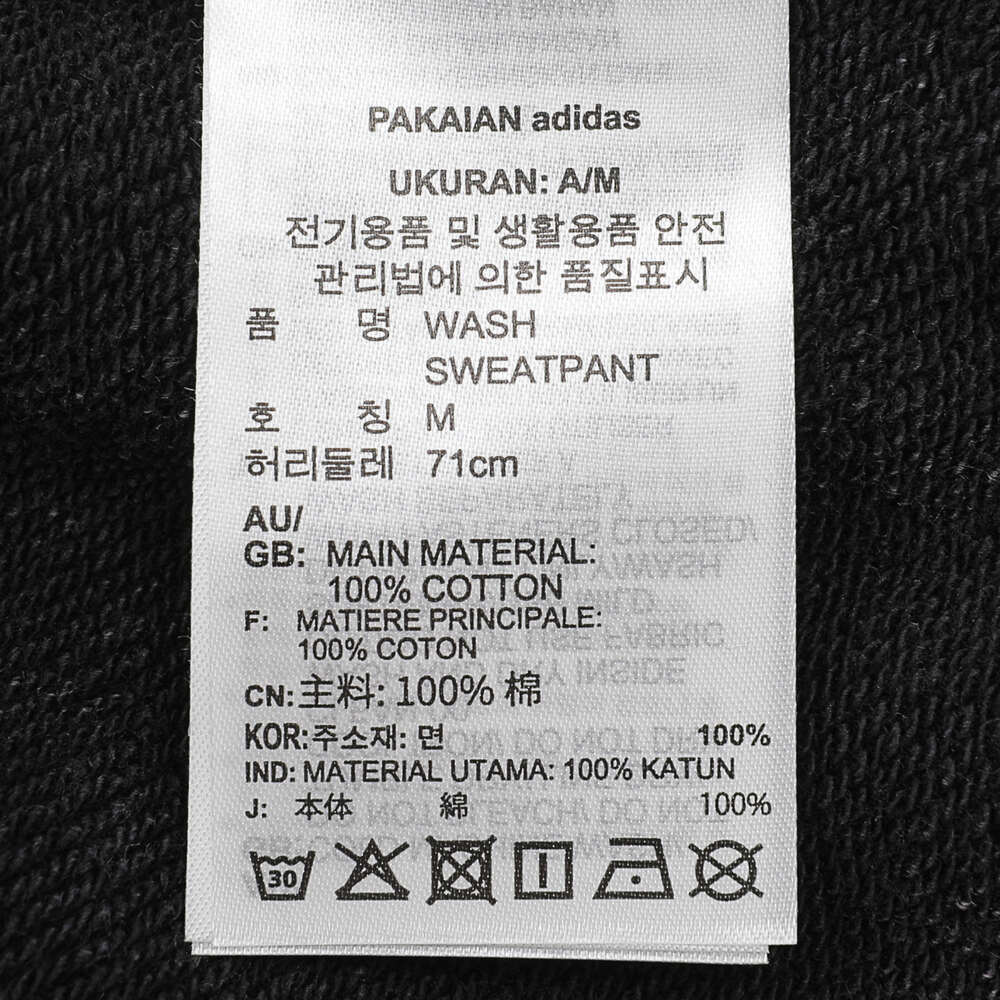 PAKAIAN adidas
UKURAN: A/M
전기용품 및 생활용품 안전
관리법에 의한 품질표시
품 명 WASH
SWEATPANT
호 칭 M
허리둘레 71cm
AU/
GB: MAIN MATERIAL:
100% COTTON
F: MATIERE PRINCIPALE:
100% COTON
CN: 主料: 100% 棉
KOR: 주소재: 면 100%
IND: MATERIAL UTAMA: 100% KATUN
J: 本体 綿 100%
30